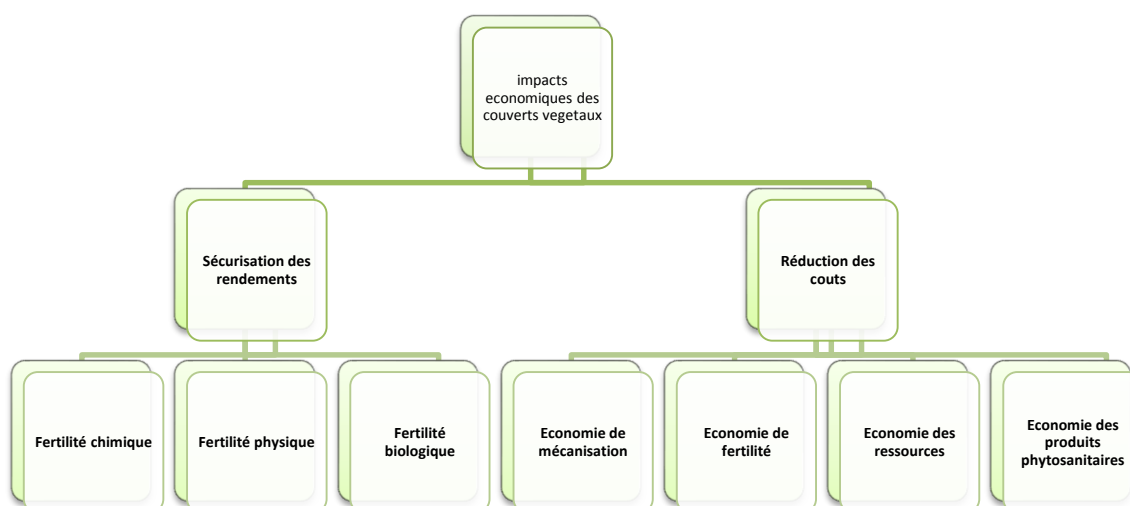 impacts
economiques des
couverts vegetaux
Sécurisation des
rendements
Réduction des
couts
Fertilité chimique
Fertilité physique
Fertilité
biologique
Economie de
mécanisation
Economie de
fertilité
Economie des
ressources
Economie des
produits
phytosanitaires